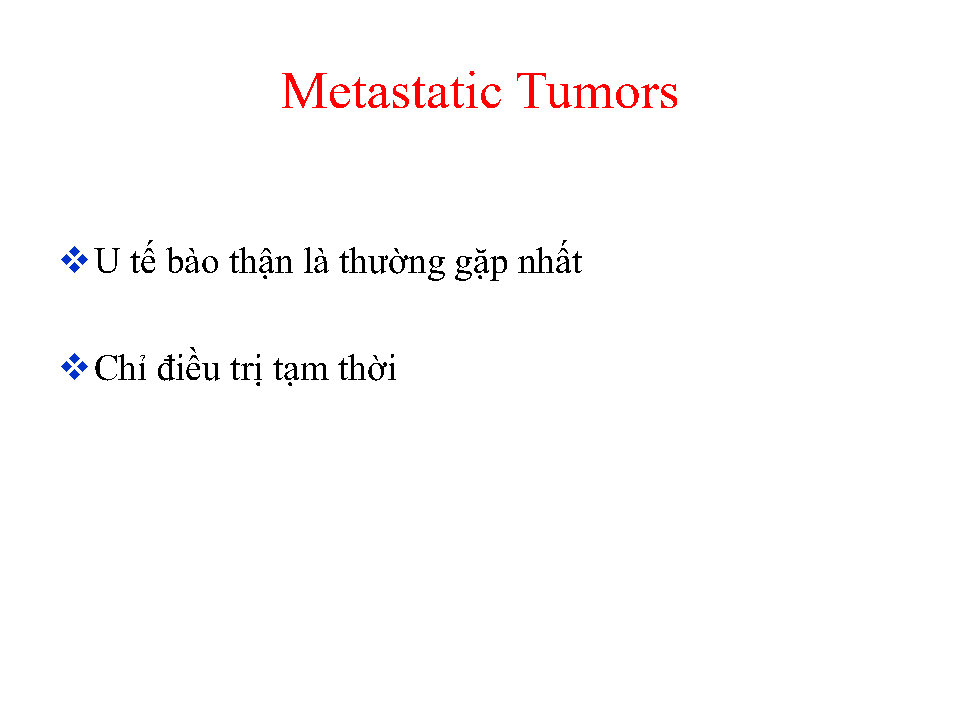 Metastatic Tumors
❖U tế bào thận là thường gặp nhất
❖Chỉ điều trị tạm thời